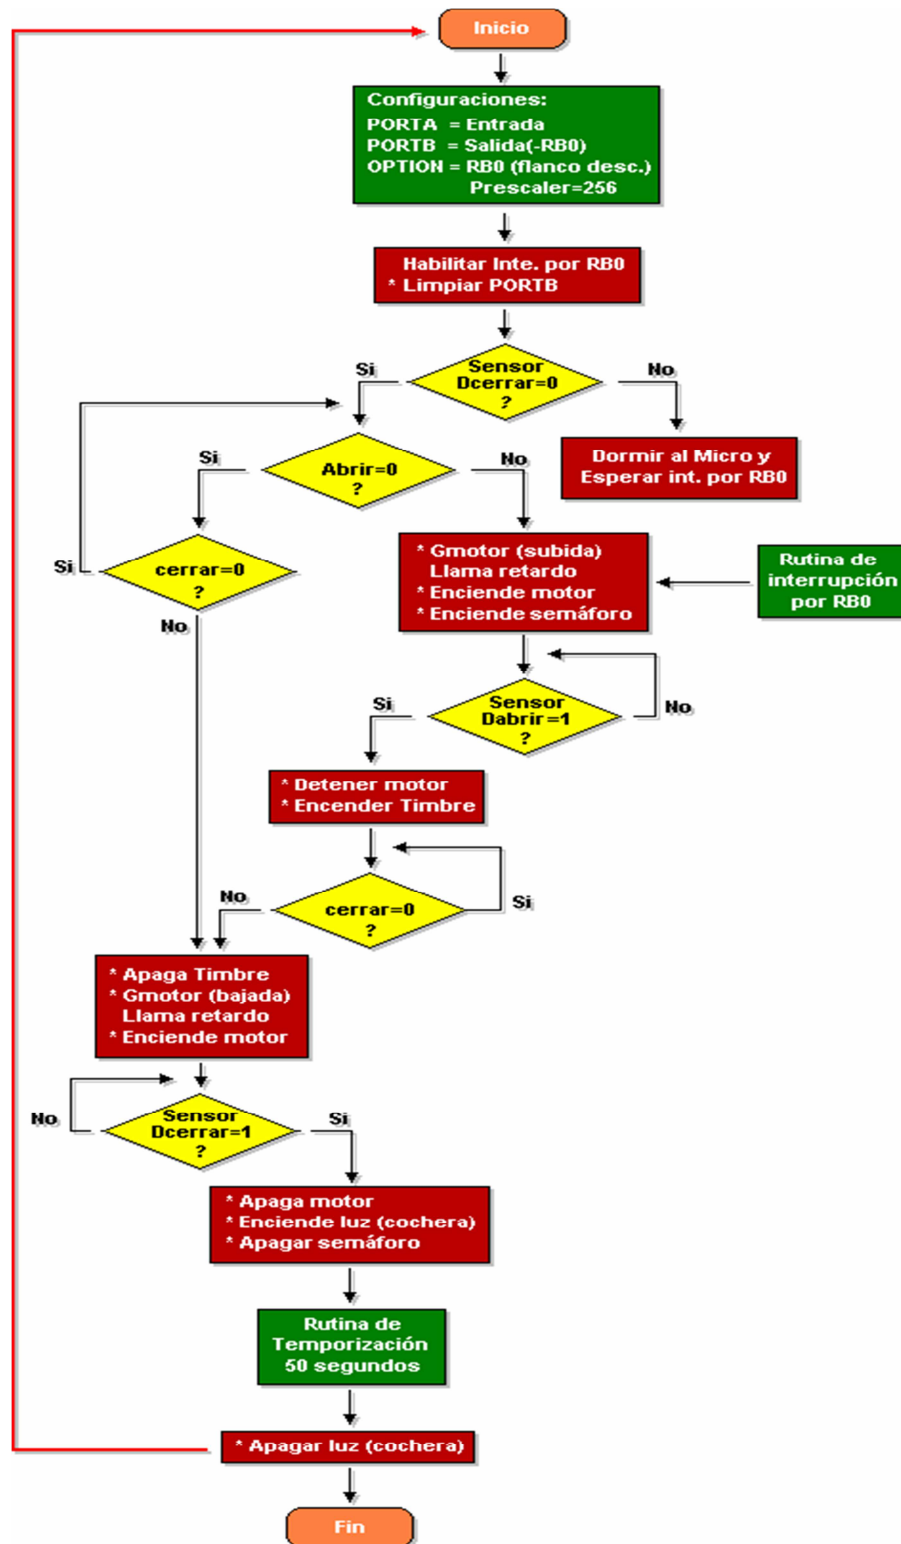 Inicio
Configuraciones:
PORTA = Entrada
PORTB = Salida(-RB0)
OPTION = RB0 (flanco desc.)
Prescaler=256
Habilitar Inte. por RB0
* Limpiar PORTB
Sensor
Dcerrar=0
?
Si
No
Dormir al Micro y
Esperar int. por RB0
Abrir=0
?
Si
No
cerrar=0
?
Si
No
* Gmotor (subida)
Llama retardo
* Enciende motor
* Enciende semáforo
Rutina de
interrupción
por RB0
Sensor
Dabrir=1
?
Si
No
* Detener motor
* Encender Timbre
cerrar=0
?
No
Si
* Apaga Timbre
* Gmotor (bajada)
Llama retardo
* Enciende motor
Sensor
Dcerrar=1
?
No
Si
* Apaga motor
* Enciende luz (cochera)
* Apagar semáforo
Rutina de
Temporización
50 segundos
* Apagar luz (cochera)
Fin